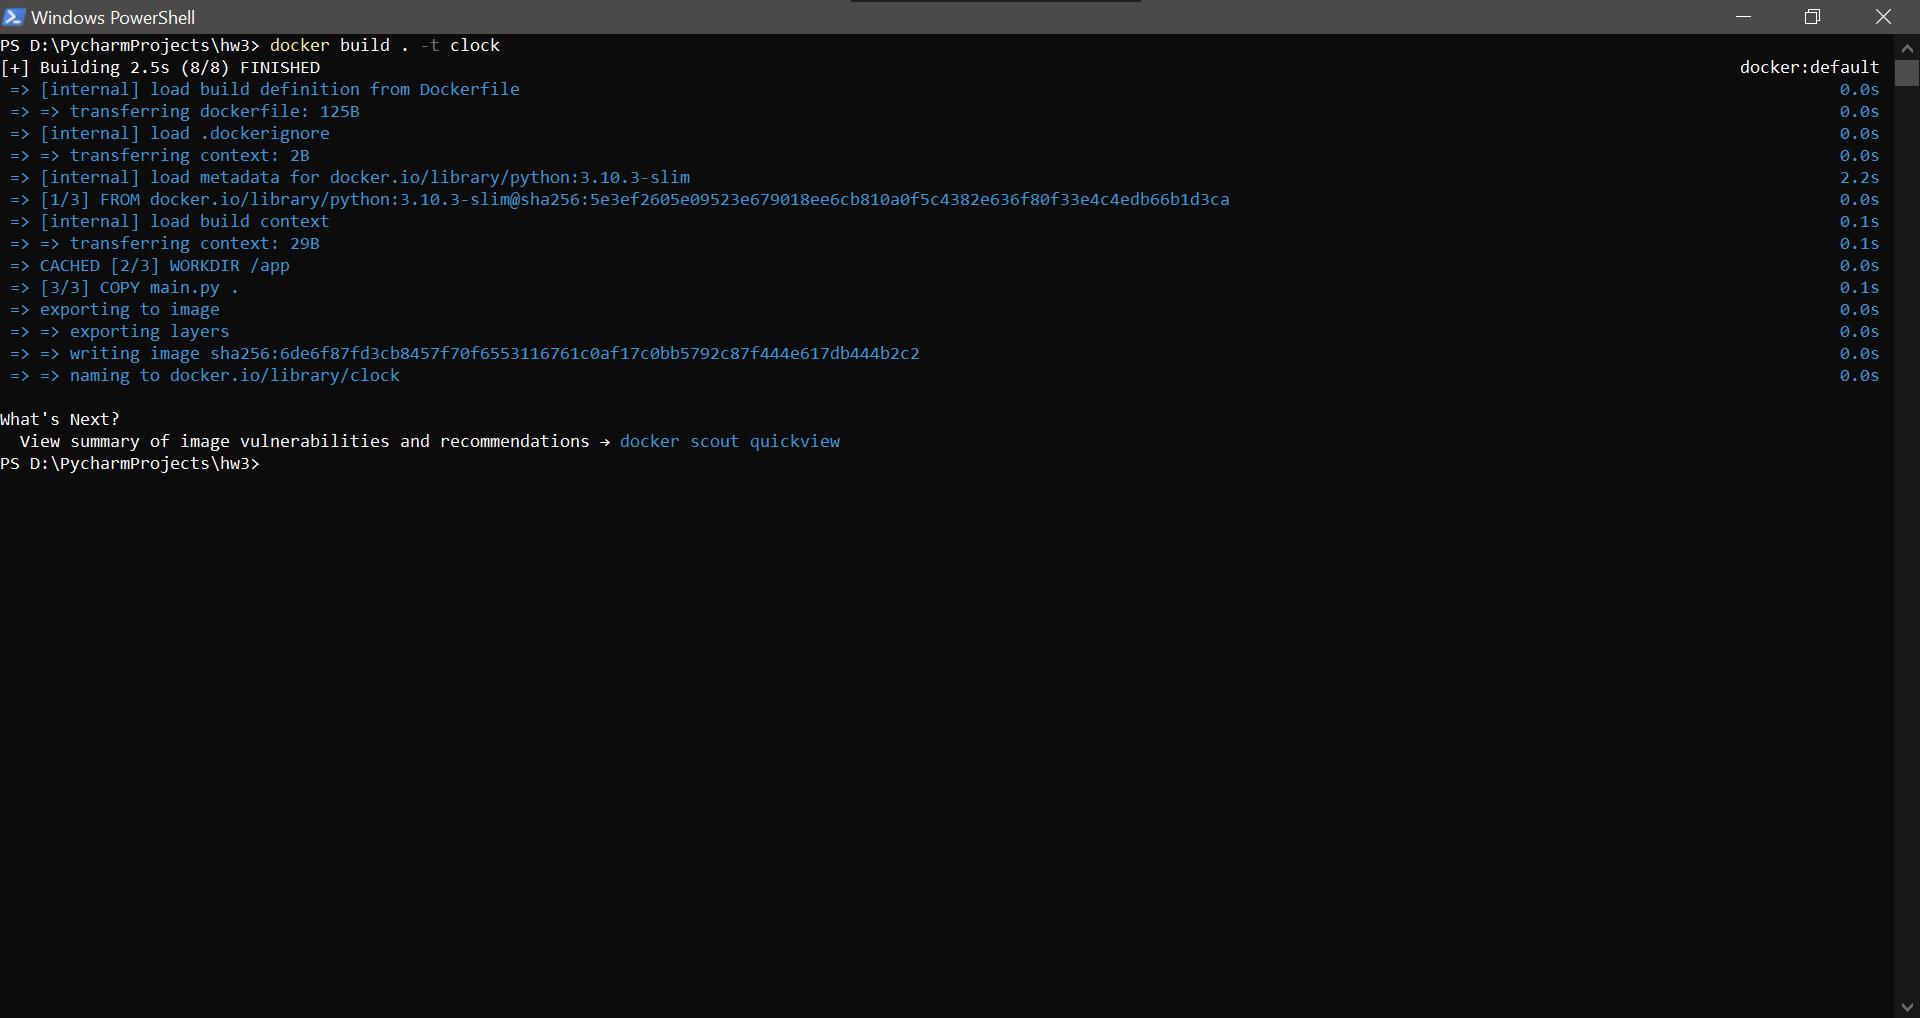 Windows PowerShell
PS D:\PycharmProjects\hw3> docker build . -t clock
[+] Building 2.5s (8/8) FINISHED docker:default
=> [internal] load build definition from Dockerfile 0.0s
=> => transferring dockerfile: 125B 0.0s
=> [internal] load .dockerignore 0.0s
=> => transferring context: 2B 0.0s
=> [internal] load metadata for docker.io/library/python:3.10.3-slim 2.2s
=> [1/3] FROM docker.io/library/python:3.10.3-slim@sha256:5e3ef2605e09523e679018ee6cb810a0f5c4382e636f80f33e4c4edb66b1d3ca 0.0s
=> [internal] load build context 0.1s
=> => transferring context: 29B 0.1s
=> CACHED [2/3] WORKDIR /app 0.0s
=> [3/3] COPY main.py . 0.1s
=> exporting to image 0.0s
=> => exporting layers 0.0s
=> => writing image sha256:6de6f87fd3cb8457f70f6553116761c0af17c0bb5792c87f444e617db444b2c2 0.0s
=> => naming to docker.io/library/clock 0.0s
What's Next?
View summary of image vulnerabilities and recommendations → docker scout quickview
PS D:\PycharmProjects\hw3>